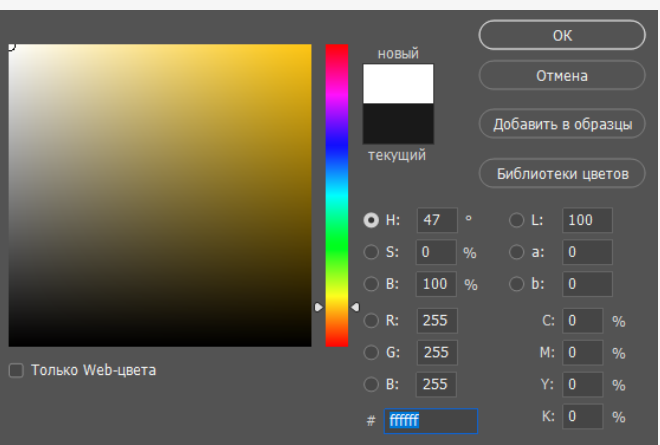 новый
ОК
Отмена
Добавить в образцы
текущий
Библиотеки цветов
H: 47 °
L: 100
S: 0 %
a: 0
B: 100 %
b: 0
R: 255
C: 0 %
G: 255
M: 0 %
Только Web-цвета
B: 255
Y: 0 %
# ffffff
K: 0 %